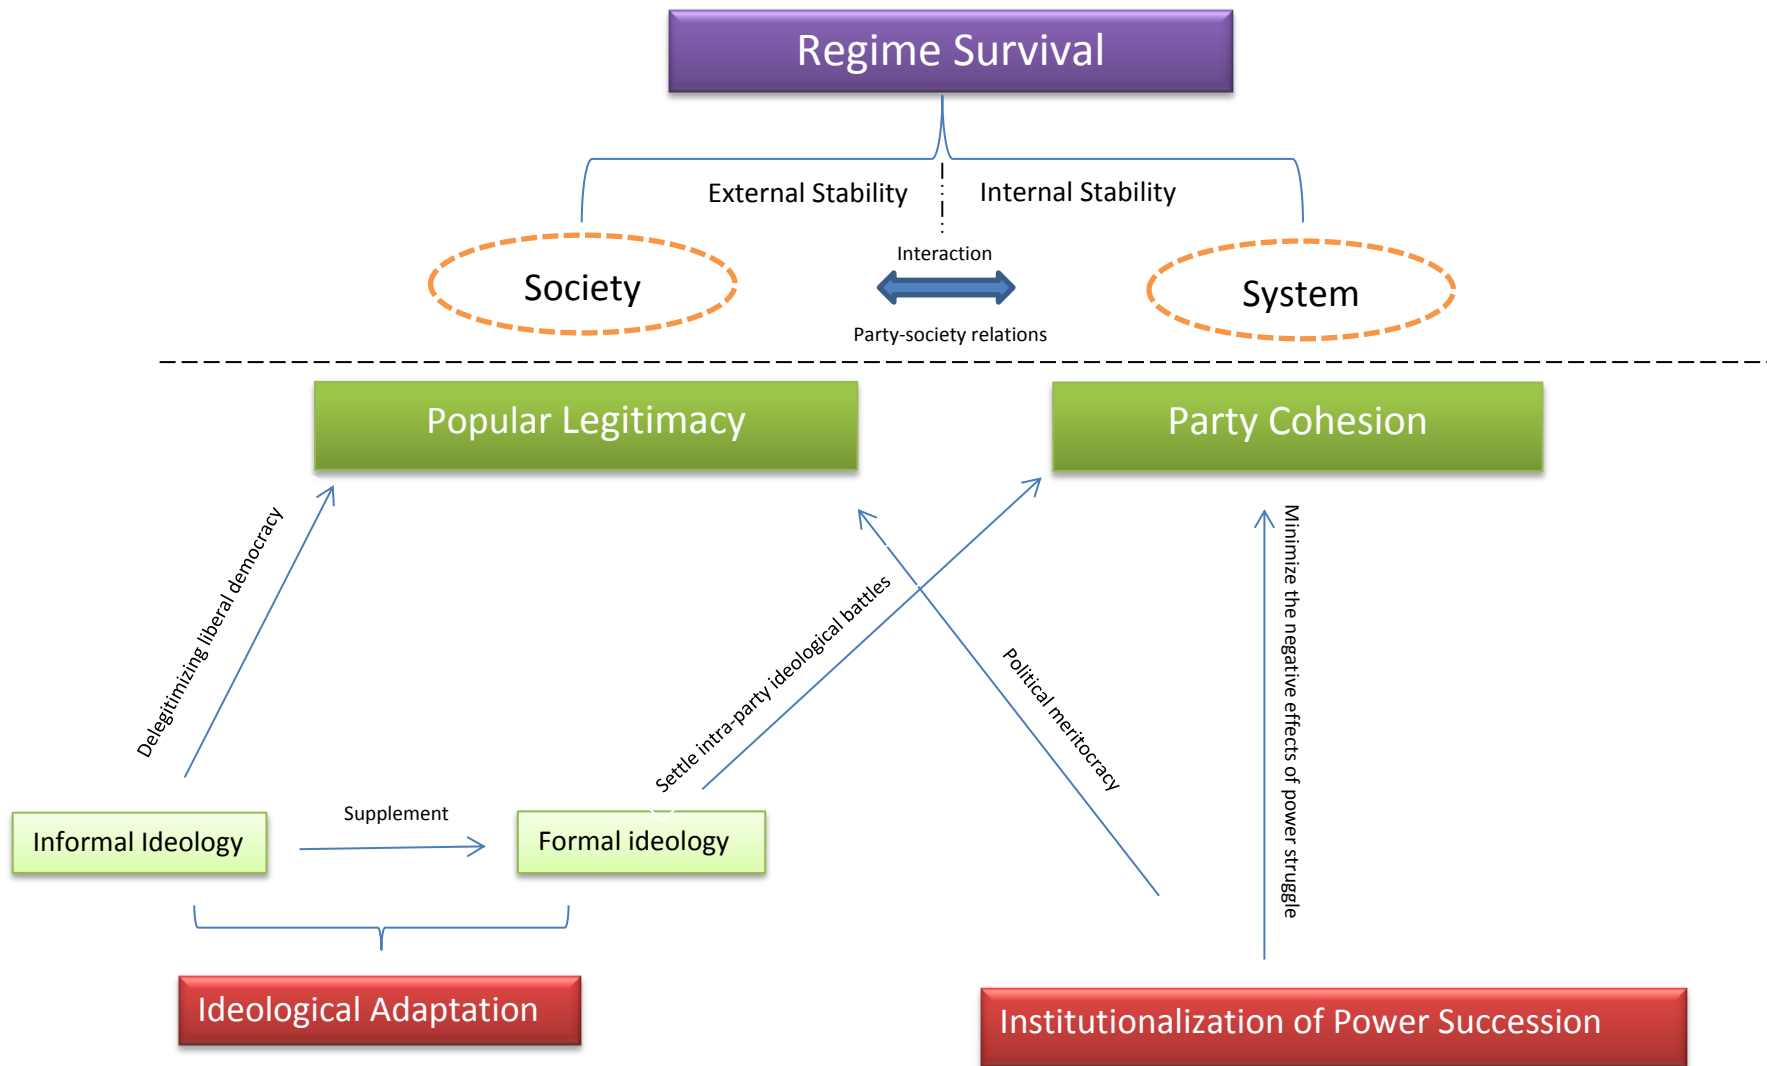 Regime Survival
External Stability
Internal Stability
Interaction
Society
System
Party-society relations
Popular Legitimacy
Party Cohesion
Delegitimizing liberal democracy
Settle intra-party ideological battles
Political meritocracy
Minimize the negative effects of power struggle
Informal Ideology
Supplement
Formal ideology
Ideological Adaptation
Institutionalization of Power Succession